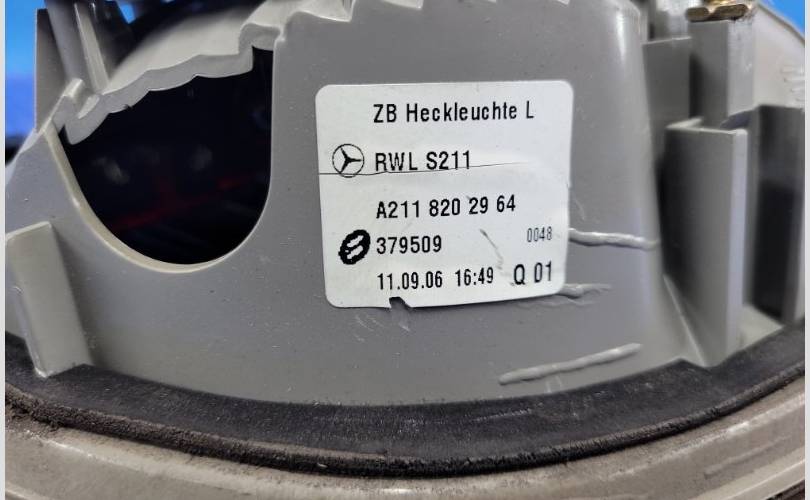 ZB Heckleuchte L
RWL S211
A211 820 29 64
379509 0048
11.09.06 16:49 Q 01